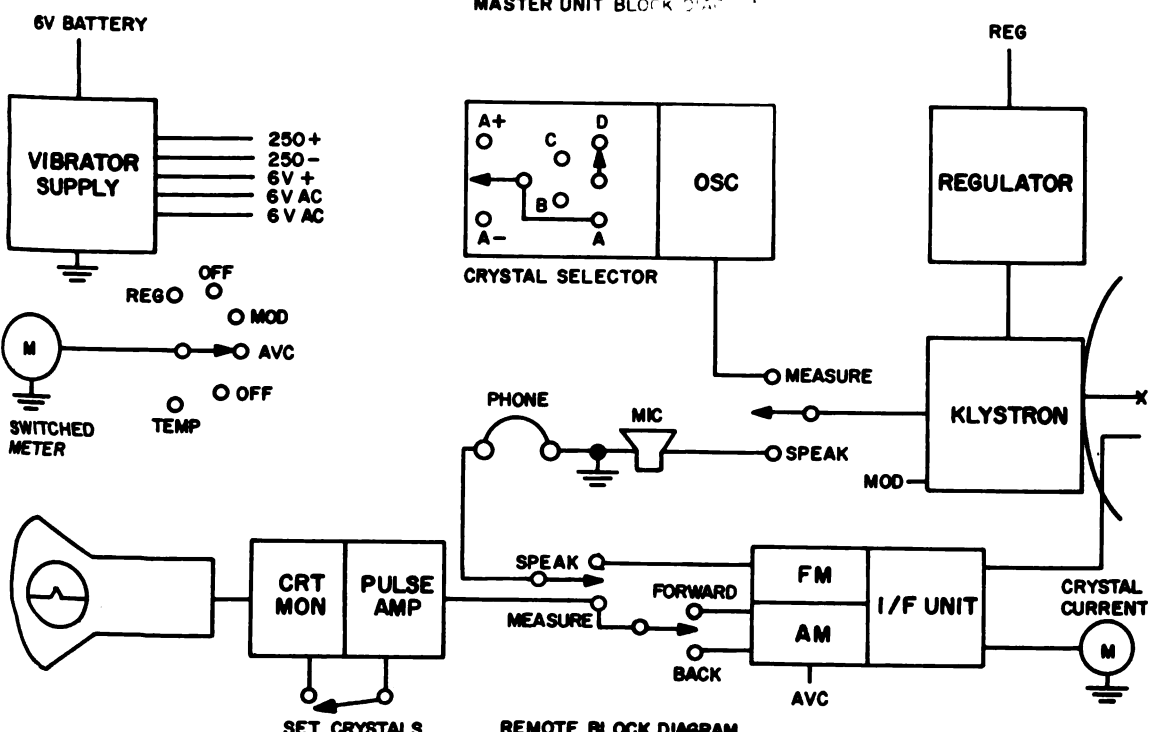 MASTER UNIT BLOCK
6V BATTERY
REG
VIBRATOR
SUPPLY
250+
250-
6V +
6V AC
6V AC
A+
C
D
B
A-
A
OSC
CRYSTAL SELECTOR
REGULATOR
OFF
REG
MOD
M
AVC
OFF
TEMP
SWITCHED
METER
MEASURE
PHONE
MIC
KLYSTRON
SPEAK
MOD
X
CRT
MON
PULSE
AMP
SPEAK
FORWARD
MEASURE
BACK
FM
AM
I/F UNIT
AVC
CRYSTAL
CURRENT
M
SET CRYSTALS
REMOTE BLOCK DIAGRAM